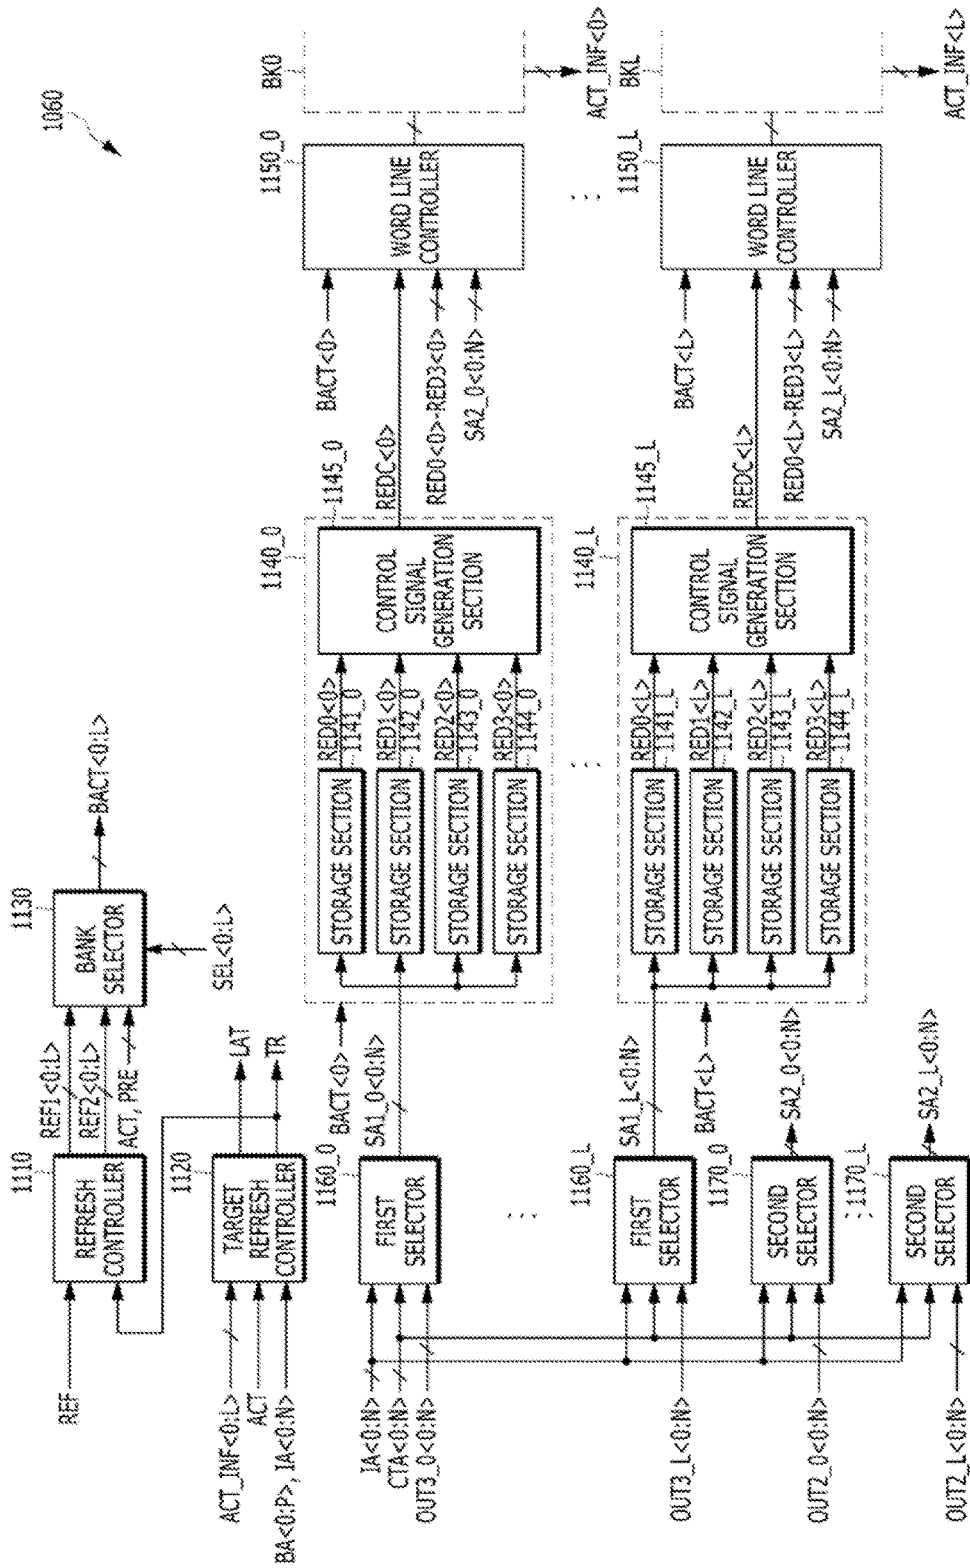 1060
REF
REFRESH
CONTROLLER
1110
REF1<0:L>
REF2<0:L>
ACT, PRE
BANK
SELECTOR
1130
SEL<0:L>
BACT<0:L>
ACT_INF<0:L>
ACT
BA<0:P>, IA<0:N>
TARGET
REFRESH
CONTROLLER
1120
LAT
TR
IA<0:N>
CTA<0:N>
OUT3_0<0:N>
FIRST
SELECTOR
1160_0
BACT<0>
SA1_0<0:N>
STORAGE SECTION
STORAGE SECTION
STORAGE SECTION
STORAGE SECTION
RED0<0>
1141_0
RED1<0>
1142_0
RED2<0>
1143_0
RED3<0>
1144_0
1140_0
CONTROL
SIGNAL
GENERATION
SECTION
1145_0
REDC<0>
BACT<0>
RED0<0>-RED3<0>
SA2_0<0:N>
WORD LINE
CONTROLLER
1150_0
BK0
ACT_INF<0>
OUT3_L<0:N>
FIRST
SELECTOR
1160_L
SA1_L<0:N>
BACT<L>
STORAGE SECTION
STORAGE SECTION
STORAGE SECTION
STORAGE SECTION
RED0<L>
1141_L
RED1<L>
1142_L
RED2<L>
1143_L
RED3<L>
1144_L
1140_L
CONTROL
SIGNAL
GENERATION
SECTION
1145_L
REDC<L>
BACT<L>
RED0<L>-RED3<L>
SA2_L<0:N>
WORD LINE
CONTROLLER
1150_L
BKL
ACT_INF<L>
OUT2_0<0:N>
SECOND
SELECTOR
1170_0
SA2_0<0:N>
OUT2_L<0:N>
SECOND
SELECTOR
1170_L
SA2_L<0:N>